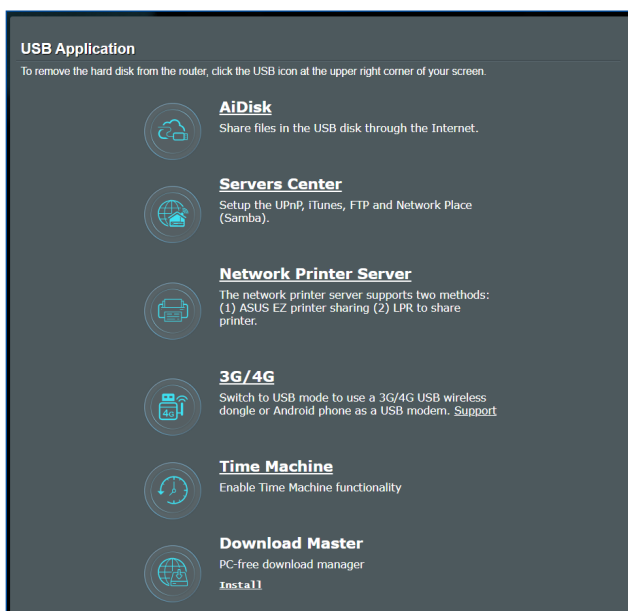 USB Application
To remove the hard disk from the router, click the USB icon at the upper right corner of your screen.
AiDisk
Share files in the USB disk through the Internet.
Servers Center
Setup the UPnP, iTunes, FTP and Network Place
(Samba).
Network Printer Server
The network printer server supports two methods:
(1) ASUS EZ printer sharing (2) LPR to share
printer.
3G/4G
4G
Switch to USB mode to use a 3G/4G USB wireless
dongle or Android phone as a USB modem. Support
Time Machine
Enable Time Machine functionality
Download Master
PC-free download manager
Install